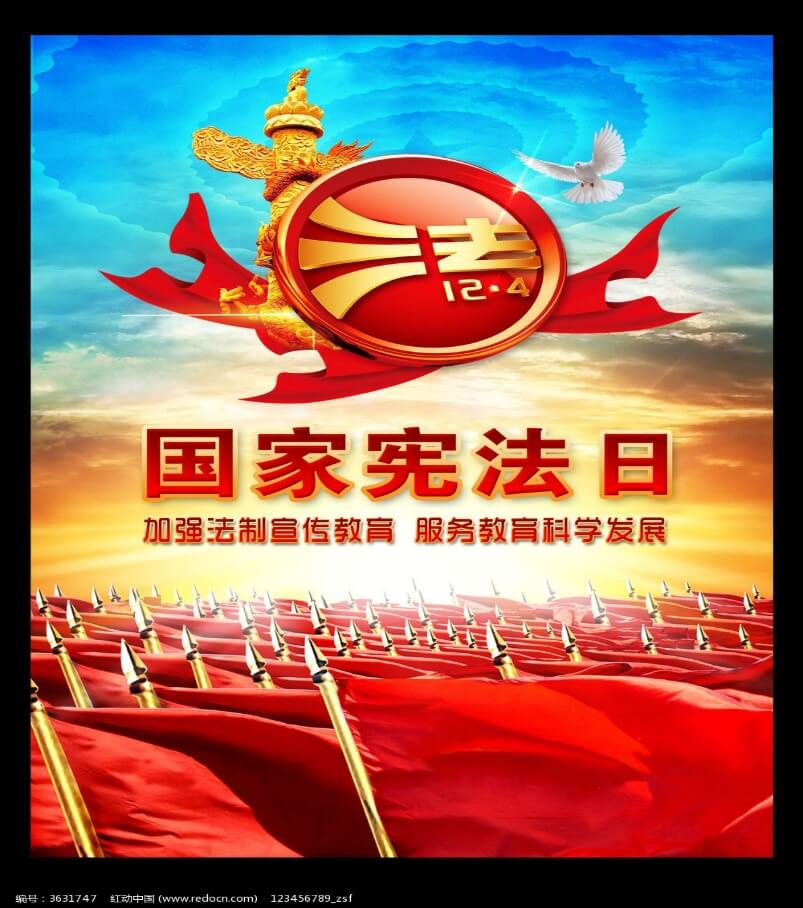 法
12·4
国家宪法日
加强法制宣传教育 服务教育科学发展
编号：3631747 红动中国 (www.redocn.com) 123456789_zsf